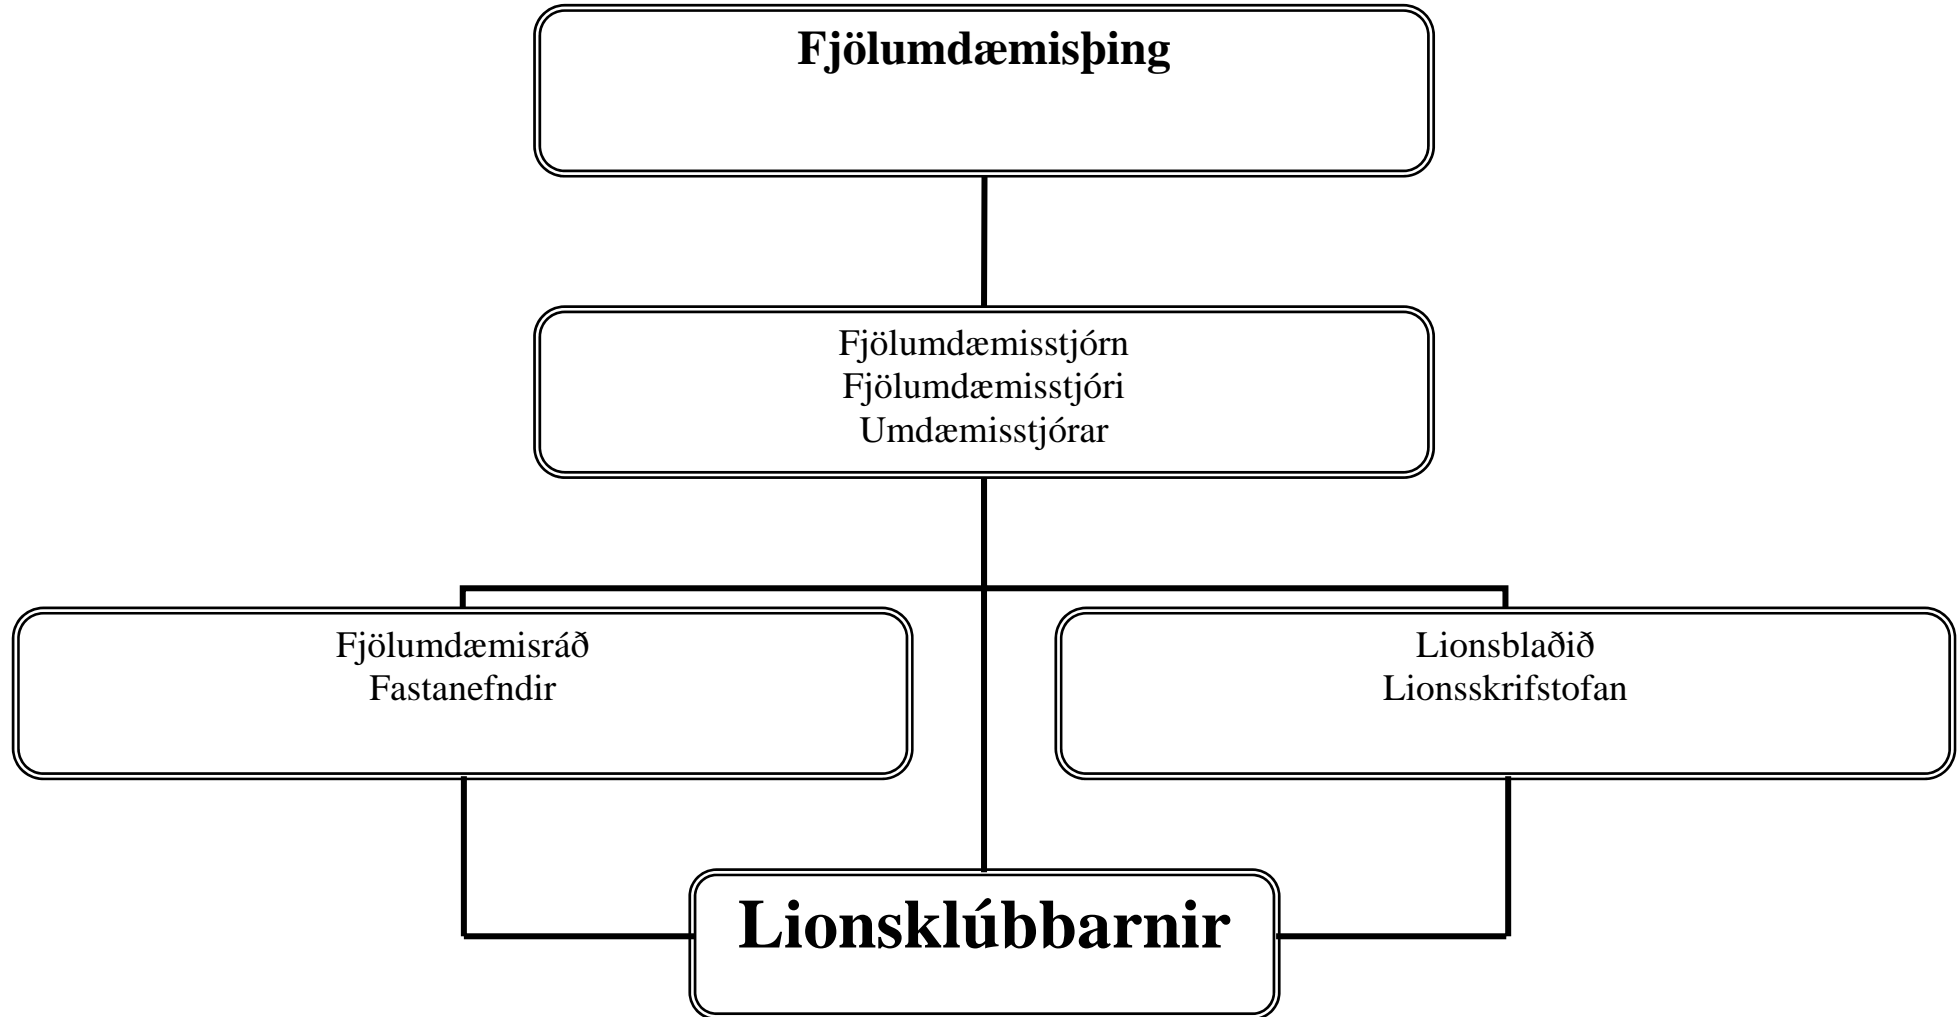 Fjölumdæmisþing
Fjölumdæmisstjórn
Fjölumdæmisstjóri
Umdæmisstjórar
Fjölumdæmisráð
Fastanefndir
Lionsblaðið
Lionsskrifstofan
Lionsklúbbarnir